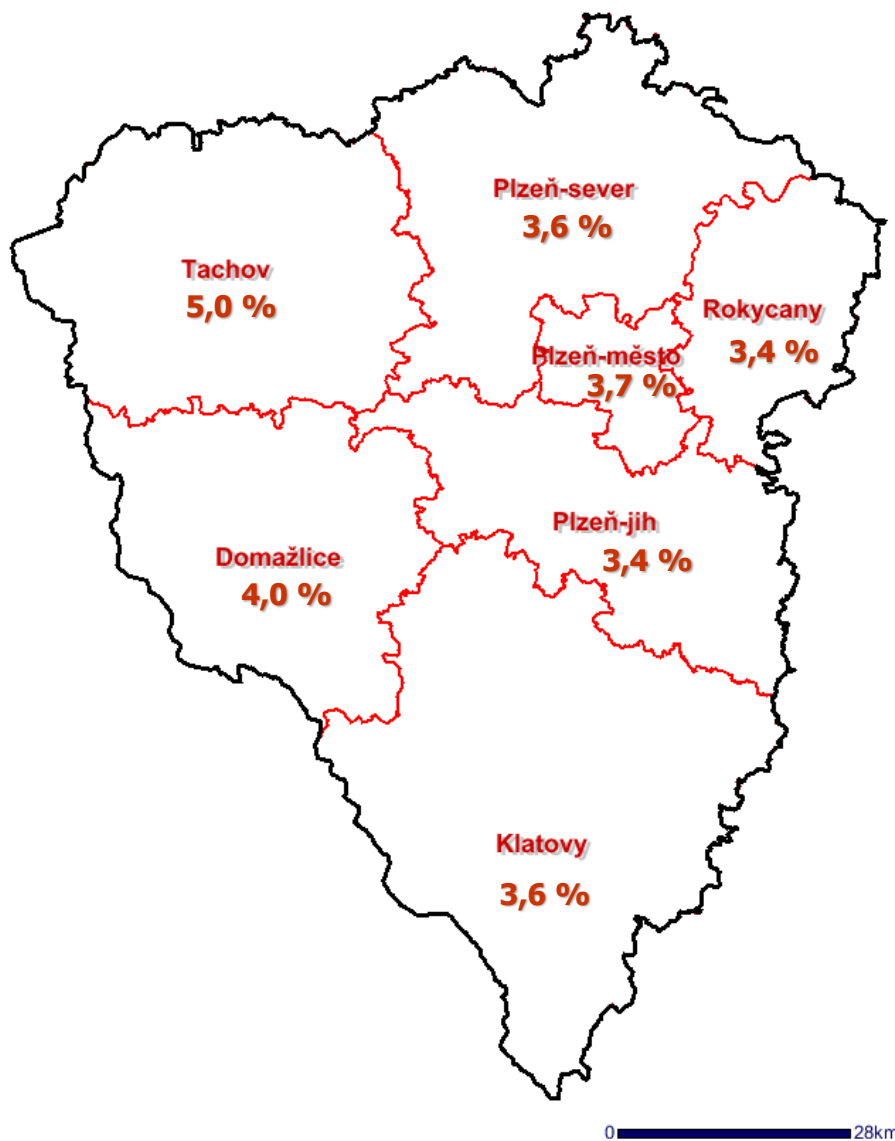 Plzeň-sever
3,6 %
Tachov
5,0 %
Rokycany
3,4 %
Plzeň-město
3,7 %
Plzeň-jih
3,4 %
Domažlice
4,0 %
Klatovy
3,6 %
0 28km